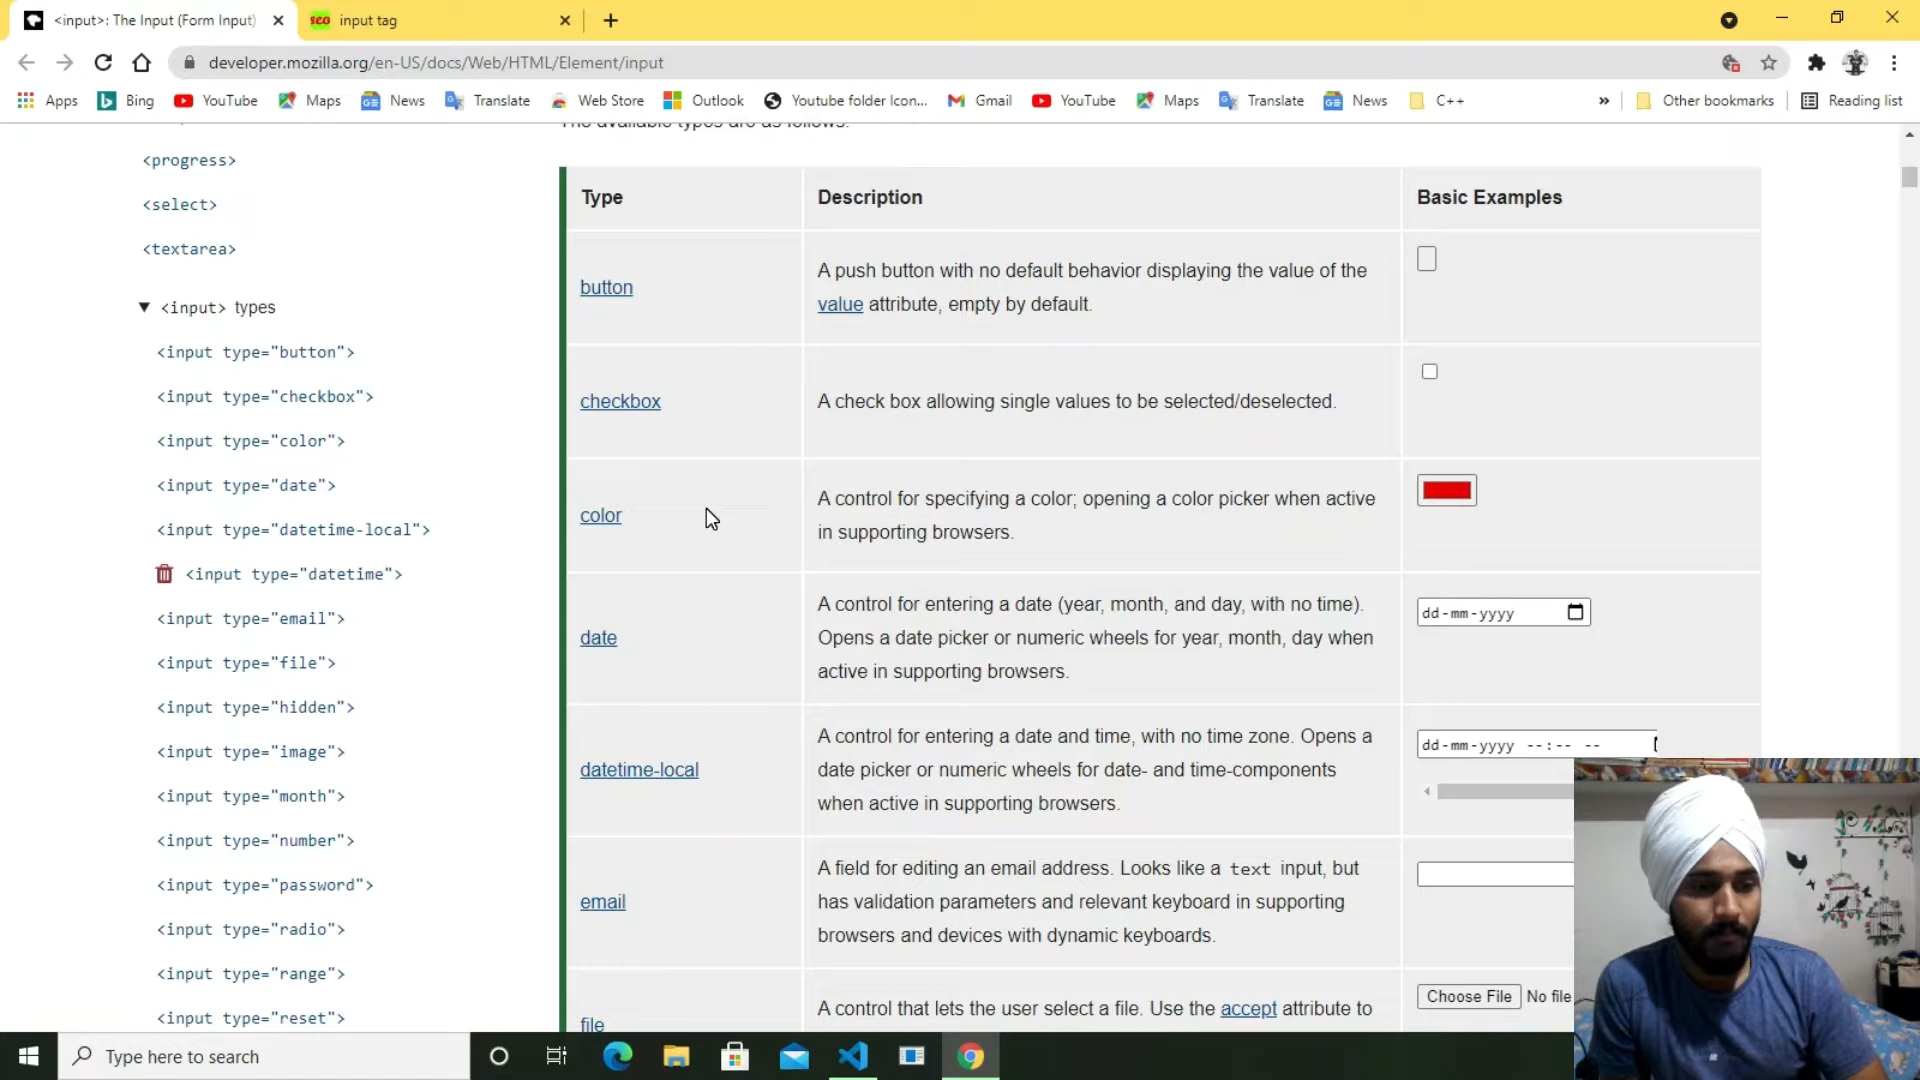 <input>: The Input (Form Input)
seo input tag
developer.mozilla.org/en-US/docs/Web/HTML/Element/input
Apps Bing YouTube Maps News Translate Web Store Outlook Youtube folder Icon... Gmail YouTube Maps Translate News C++ » Other bookmarks Reading list
The available types are as follows:
<progress>
<select>
<textarea>
<input> types
<input type="button">
<input type="checkbox">
<input type="color">
<input type="date">
<input type="datetime-local">
<input type="datetime">
<input type="email">
<input type="file">
<input type="hidden">
<input type="image">
<input type="month">
<input type="number">
<input type="password">
<input type="radio">
<input type="range">
<input type="reset">
Type Description Basic Examples
button
A push button with no default behavior displaying the value of the
value attribute, empty by default.
checkbox
A check box allowing single values to be selected/deselected.
color
A control for specifying a color; opening a color picker when active
in supporting browsers.
date
A control for entering a date (year, month, and day, with no time).
Opens a date picker or numeric wheels for year, month, day when
active in supporting browsers.
dd-mm-yyyy
datetime-local
A control for entering a date and time, with no time zone. Opens a
date picker or numeric wheels for date- and time-components
when active in supporting browsers.
dd-mm-yyyy --:-- --
email
A field for editing an email address. Looks like a text input, but
has validation parameters and relevant keyboard in supporting
browsers and devices with dynamic keyboards.
file
A control that lets the user select a file. Use the accept attribute to
Choose File No file
Type here to search